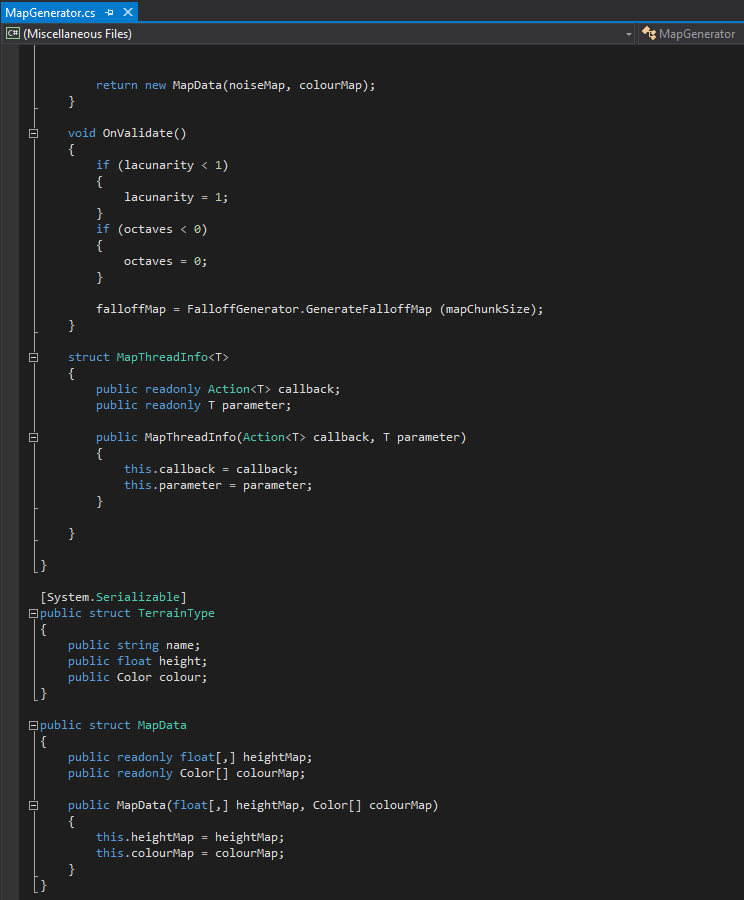 MapGenerator.cs
C# (Miscellaneous Files)
MapGenerator
return new MapData(noiseMap, colourMap);
}
void OnValidate()
{
if (lacunarity < 1)
{
lacunarity = 1;
}
if (octaves < 0)
{
octaves = 0;
}
falloffMap = FalloffGenerator.GenerateFalloffMap (mapChunkSize);
}
struct MapThreadInfo<T>
{
public readonly Action<T> callback;
public readonly T parameter;
public MapThreadInfo(Action<T> callback, T parameter)
{
this.callback = callback;
this.parameter = parameter;
}
}
}
[System.Serializable]
public struct TerrainType
{
public string name;
public float height;
public Color colour;
}
public struct MapData
{
public readonly float[,] heightMap;
public readonly Color[] colourMap;
public MapData(float[,] heightMap, Color[] colourMap)
{
this.heightMap = heightMap;
this.colourMap = colourMap;
}
}